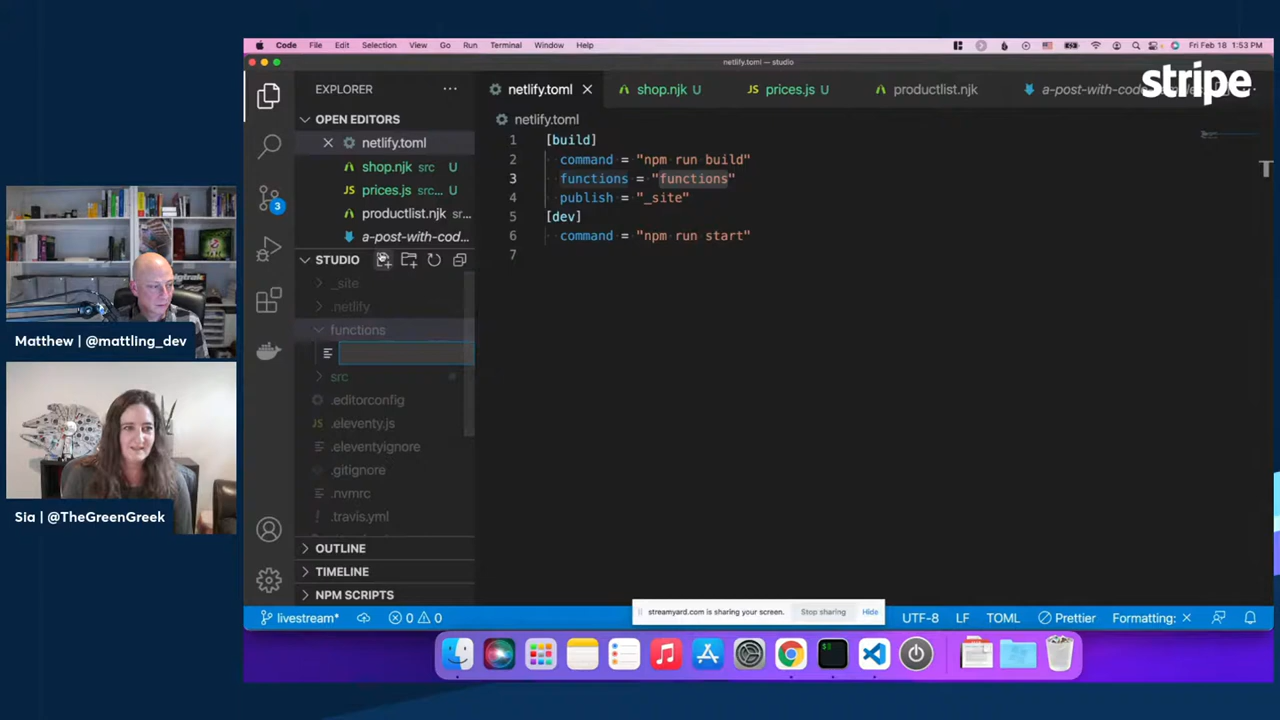 Code File Edit Selection View Go Run Terminal Window Help
Fri Feb 18 1:53 PM
netlify.toml — studio
stripe
EXPLORER
netlify.toml
shop.njk U
prices.js U
productlist.njk
a-post-with-code
OPEN EDITORS
netlify.toml
shop.njk src U
prices.js src... U
productlist.njk sr...
a-post-with-cod...
STUDIO
_site
.netlify
functions
src
.editorconfig
.eleventy.js
.eleventyignore
.gitignore
.nvmrc
.travis.yml
OUTLINE
TIMELINE
NPM SCRIPTS
netlify.toml
1 [build]
2 command = "npm run build"
3 functions = "functions"
4 publish = "_site"
5 [dev]
6 command = "npm run start"
7
3
Matthew | @mattling_dev
Sia | @TheGreenGreek
streamyard.com is sharing your screen. Stop sharing Hide
livestream* 0 0 UTF-8 LF TOML Prettier Formatting: ×